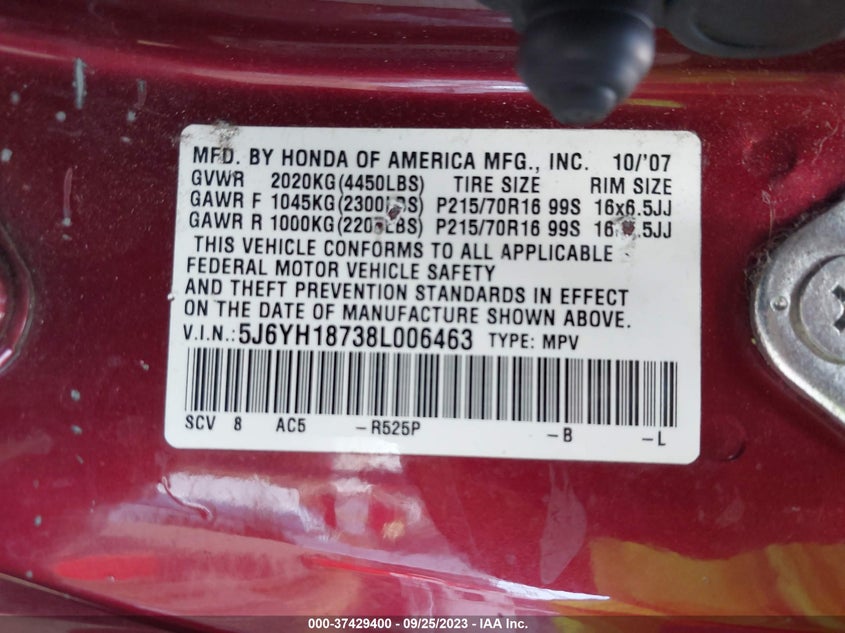 MFD. BY HONDA OF AMERICA MFG., INC. 10/'07
GVWR 2020KG(4450LBS) TIRE SIZE RIM SIZE
GAWR F 1045KG(2300LBS) P215/70R16 99S 16x6.5JJ
GAWR R 1000KG(2205LBS) P215/70R16 99S 16x6.5JJ
THIS VEHICLE CONFORMS TO ALL APPLICABLE
FEDERAL MOTOR VEHICLE SAFETY
AND THEFT PREVENTION STANDARDS IN EFFECT
ON THE DATE OF MANUFACTURE SHOWN ABOVE.
V.I.N.: 5J6YH18738L006463 TYPE: MPV
SCV 8 AC5 -R525P -B -L
000-37429400 - 09/25/2023 - IAA Inc.